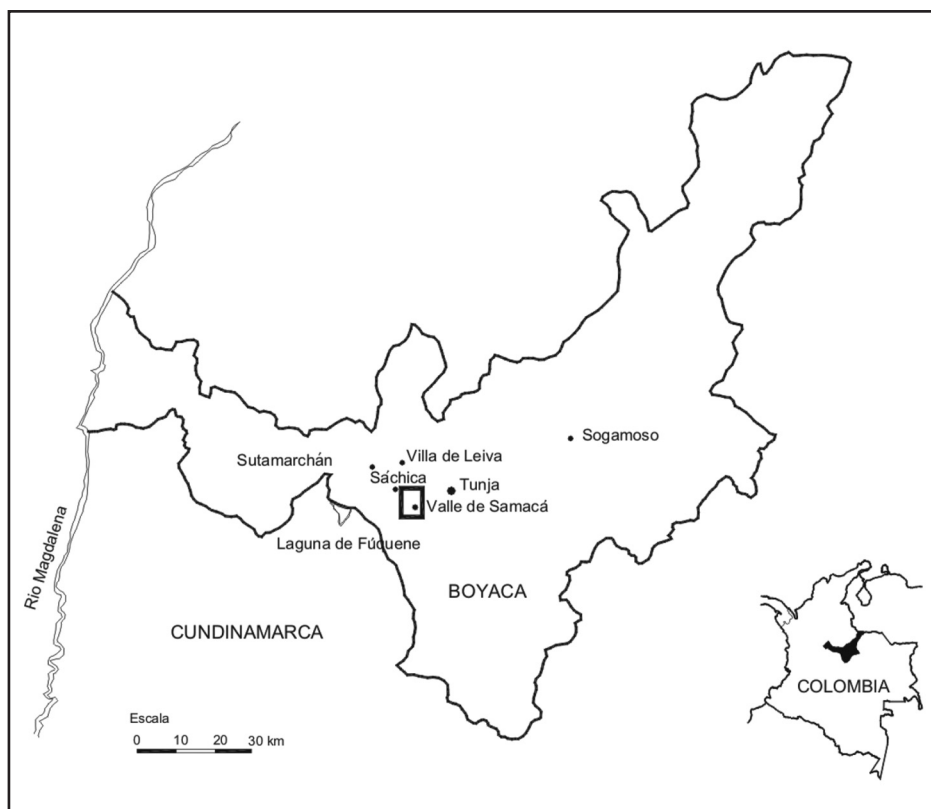 Sogamoso
Villa de Leiva
Sutamarchán
Sáchica
Tunja
Valle de Samacá
Laguna de Fúquene
Rio Magdalena
BOYACA
CUNDINAMARCA
COLOMBIA
Escala
0 10 20 30 km